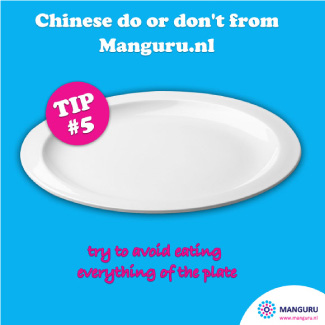 Chinese do or don't from
Manguru.nl
TIP
#5
try to avoid eating
everything of the plate
MANGURU
www.manguru.nl